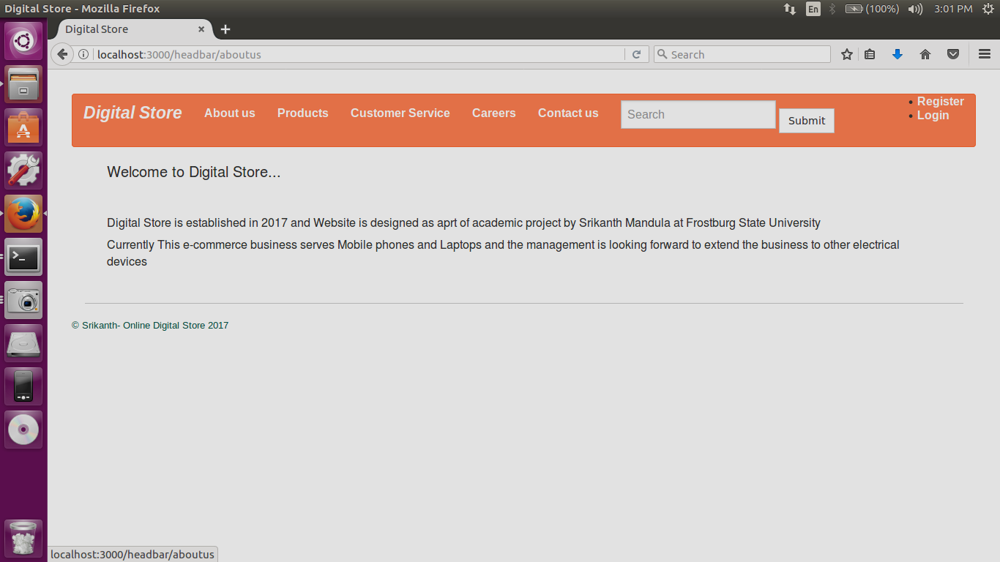 Digital Store - Mozilla Firefox
En
(100%)
3:01 PM
Digital Store
localhost:3000/headbar/aboutus
Search
Digital Store
About us
Products
Customer Service
Careers
Contact us
Search
Submit
• Register
• Login
Welcome to Digital Store...
Digital Store is established in 2017 and Website is designed as aprt of academic project by Srikanth Mandula at Frostburg State University
Currently This e-commerce business serves Mobile phones and Laptops and the management is looking forward to extend the business to other electrical
devices
© Srikanth- Online Digital Store 2017
localhost:3000/headbar/aboutus